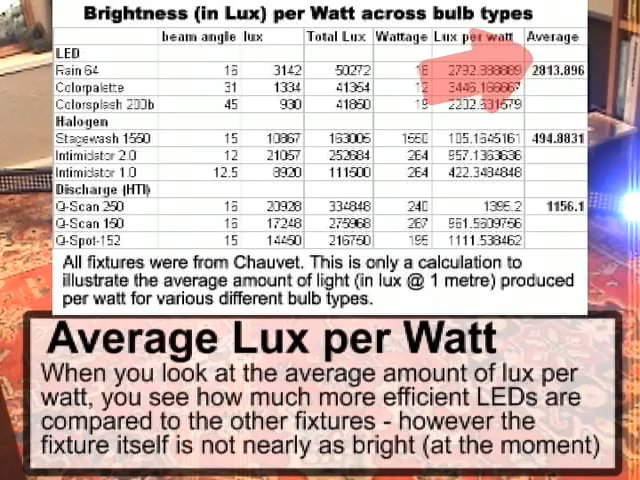 Brightness (in Lux) per Watt across bulb types
beam angle lux Total Lux Wattage Lux per watt Average
LED
Rain 64 16 3142 50272 18 2792.888889 2813.896
Colorpalette 31 1334 41354 12 3446.166667
Colorsplash 200b 45 930 41850 19 2202.631579
Halogen
Stagewash 1550 15 10867 163005 1550 105.1645161 494.8831
Intimidator 2.0 12 21057 252684 264 957.1363636
Intimidator 1.0 12.5 8920 111500 264 422.3484848
Discharge (HTI)
Q-Scan 250 16 20928 334848 240 1395.2 1156.1
Q-Scan 150 16 17248 275968 287 961.5609756
Q-Spot-152 15 14450 216750 195 1111.538462
All fixtures were from Chauvet. This is only a calculation to
illustrate the average amount of light (in lux @ 1 metre) produced
per watt for various different bulb types.
Average Lux per Watt
When you look at the average amount of lux per
watt, you see how much more efficient LEDs are
compared to the other fixtures - however the
fixture itself is not nearly as bright (at the moment)